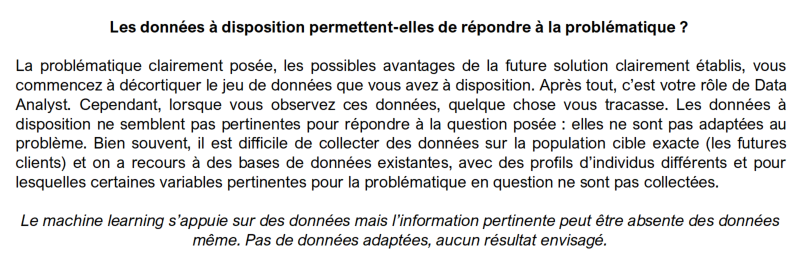 Les données à disposition permettent-elles de répondre à la problématique ?
La problématique clairement posée, les possibles avantages de la future solution clairement établis, vous
commencez à décortiquer le jeu de données que vous avez à disposition. Après tout, c'est votre rôle de Data
Analyst. Cependant, lorsque vous observez ces données, quelque chose vous tracasse. Les données à
disposition ne semblent pas pertinentes pour répondre à la question posée : elles ne sont pas adaptées au
problème. Bien souvent, il est difficile de collecter des données sur la population cible exacte (les futures
clients) et on a recours à des bases de données existantes, avec des profils d'individus différents et pour
lesquelles certaines variables pertinentes pour la problématique en question ne sont pas collectées.
Le machine learning s'appuie sur des données mais l'information pertinente peut être absente des données
même. Pas de données adaptées, aucun résultat envisagé.